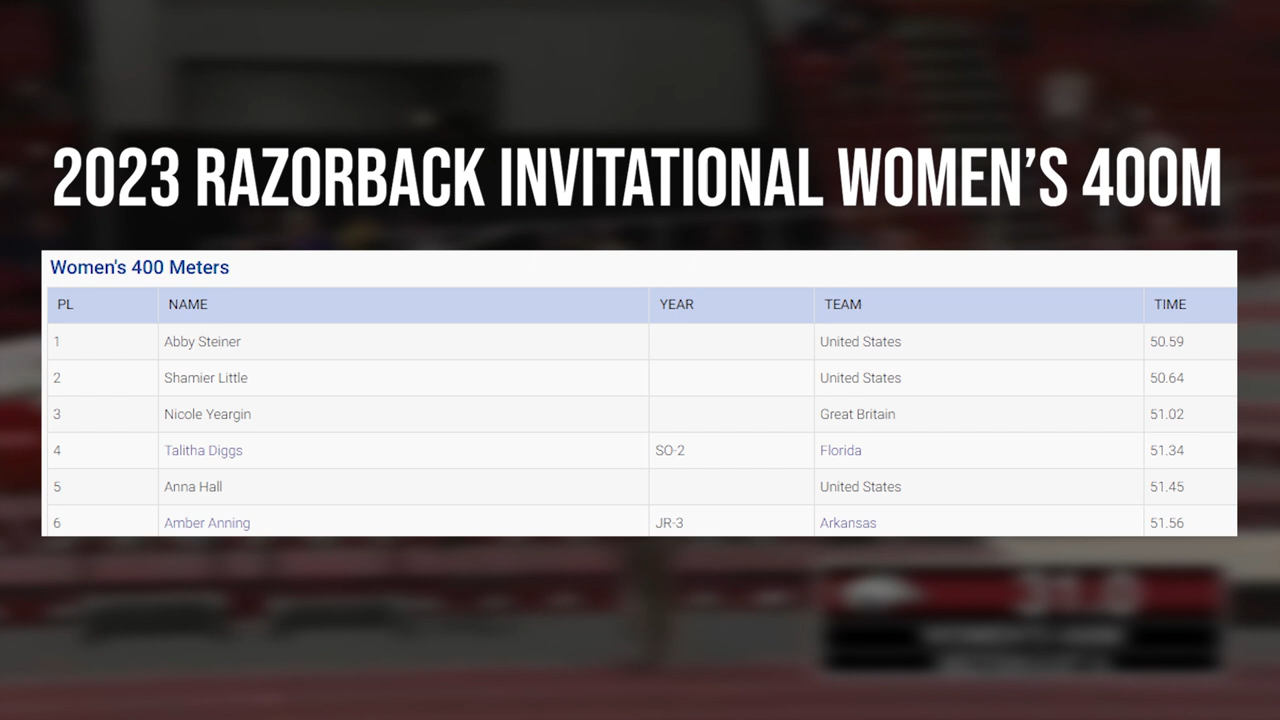 2023 RAZORBACK INVITATIONAL WOMEN'S 400M
Women's 400 Meters
PL NAME YEAR TEAM TIME
1 Abby Steiner United States 50.59
2 Shamier Little United States 50.64
3 Nicole Yeargin Great Britain 51.02
4 Talitha Diggs SO-2 Florida 51.34
5 Anna Hall United States 51.45
6 Amber Anning JR-3 Arkansas 51.56